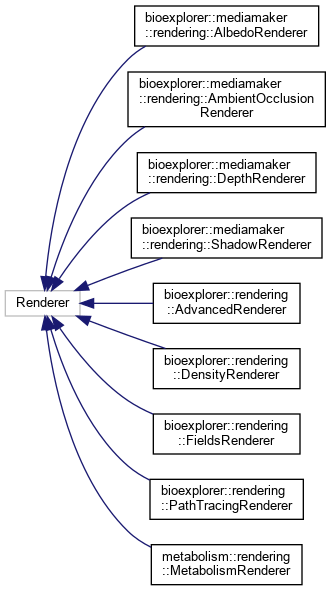 bioexplorer::mediamaker
::rendering::AlbedoRenderer
bioexplorer::mediamaker
::rendering::AmbientOcclusion
Renderer
bioexplorer::mediamaker
::rendering::DepthRenderer
bioexplorer::mediamaker
::rendering::ShadowRenderer
Renderer
bioexplorer::rendering
::AdvancedRenderer
bioexplorer::rendering
::DensityRenderer
bioexplorer::rendering
::FieldsRenderer
bioexplorer::rendering
::PathTracingRenderer
metabolism::rendering
::MetabolismRenderer